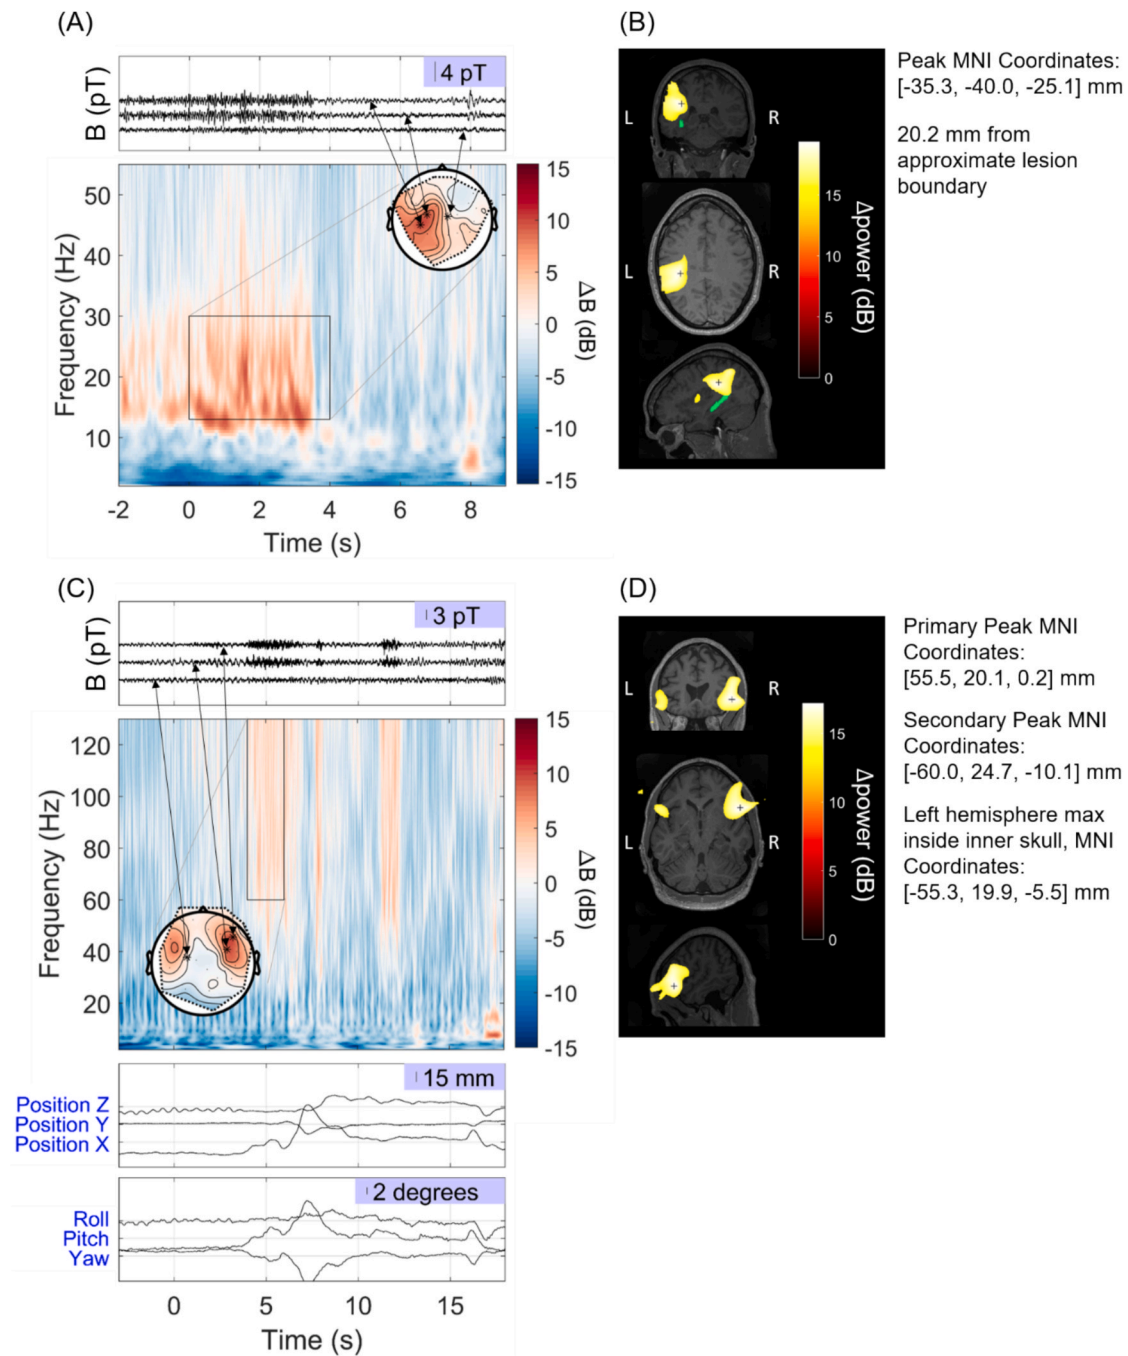 (A)
4 pT
B (pT)
50
40
30
20
10
Frequency (Hz)
-2
0
2
4
6
8
Time (s)
15
10
5
0
-5
-10
-15
ΔB (dB)
(B)
L
R
L
R
15
10
5
0
Δpower (dB)
Peak MNI Coordinates:
[-35.3, -40.0, -25.1] mm
20.2 mm from
approximate lesion
boundary
(C)
3 pT
B (pT)
120
100
80
60
40
20
Frequency (Hz)
15
10
5
0
-5
-10
-15
ΔB (dB)
15 mm
Position Z
Position Y
Position X
2 degrees
Roll
Pitch
Yaw
0
5
10
15
Time (s)
(D)
L
R
L
R
15
10
5
0
Δpower (dB)
Primary Peak MNI
Coordinates:
[55.5, 20.1, 0.2] mm
Secondary Peak MNI
Coordinates:
[-60.0, 24.7, -10.1] mm
Left hemisphere max
inside inner skull, MNI
Coordinates:
[-55.3, 19.9, -5.5] mm